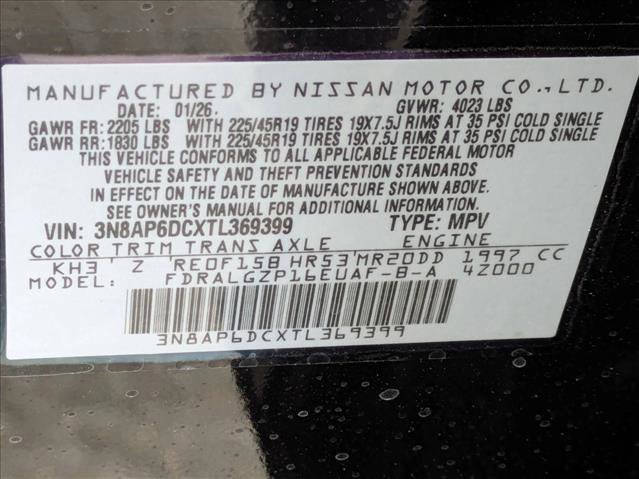 MANUFACTURED BY NISSAN MOTOR CO., LTD.
DATE: 01/26. GVWR: 4023 LBS
GAWR FR: 2205 LBS WITH 225/45R19 TIRES 19X7.5J RIMS AT 35 PSI COLD SINGLE
GAWR RR: 1830 LBS WITH 225/45R19 TIRES 19X7.5J RIMS AT 35 PSI COLD SINGLE
THIS VEHICLE CONFORMS TO ALL APPLICABLE FEDERAL MOTOR
VEHICLE SAFETY AND THEFT PREVENTION STANDARDS
IN EFFECT ON THE DATE OF MANUFACTURE SHOWN ABOVE.
SEE OWNER'S MANUAL FOR ADDITIONAL INFORMATION
VIN: 3N8AP6DCXTL369399 TYPE: MPV
COLOR TRIM TRANS AXLE ENGINE
KH3 Z RE0F15B HR53 MR20DD 1997 CC
MODEL: FDRALGZP16EUAF-B-A 4Z000
3N8AP6DCXTL369399